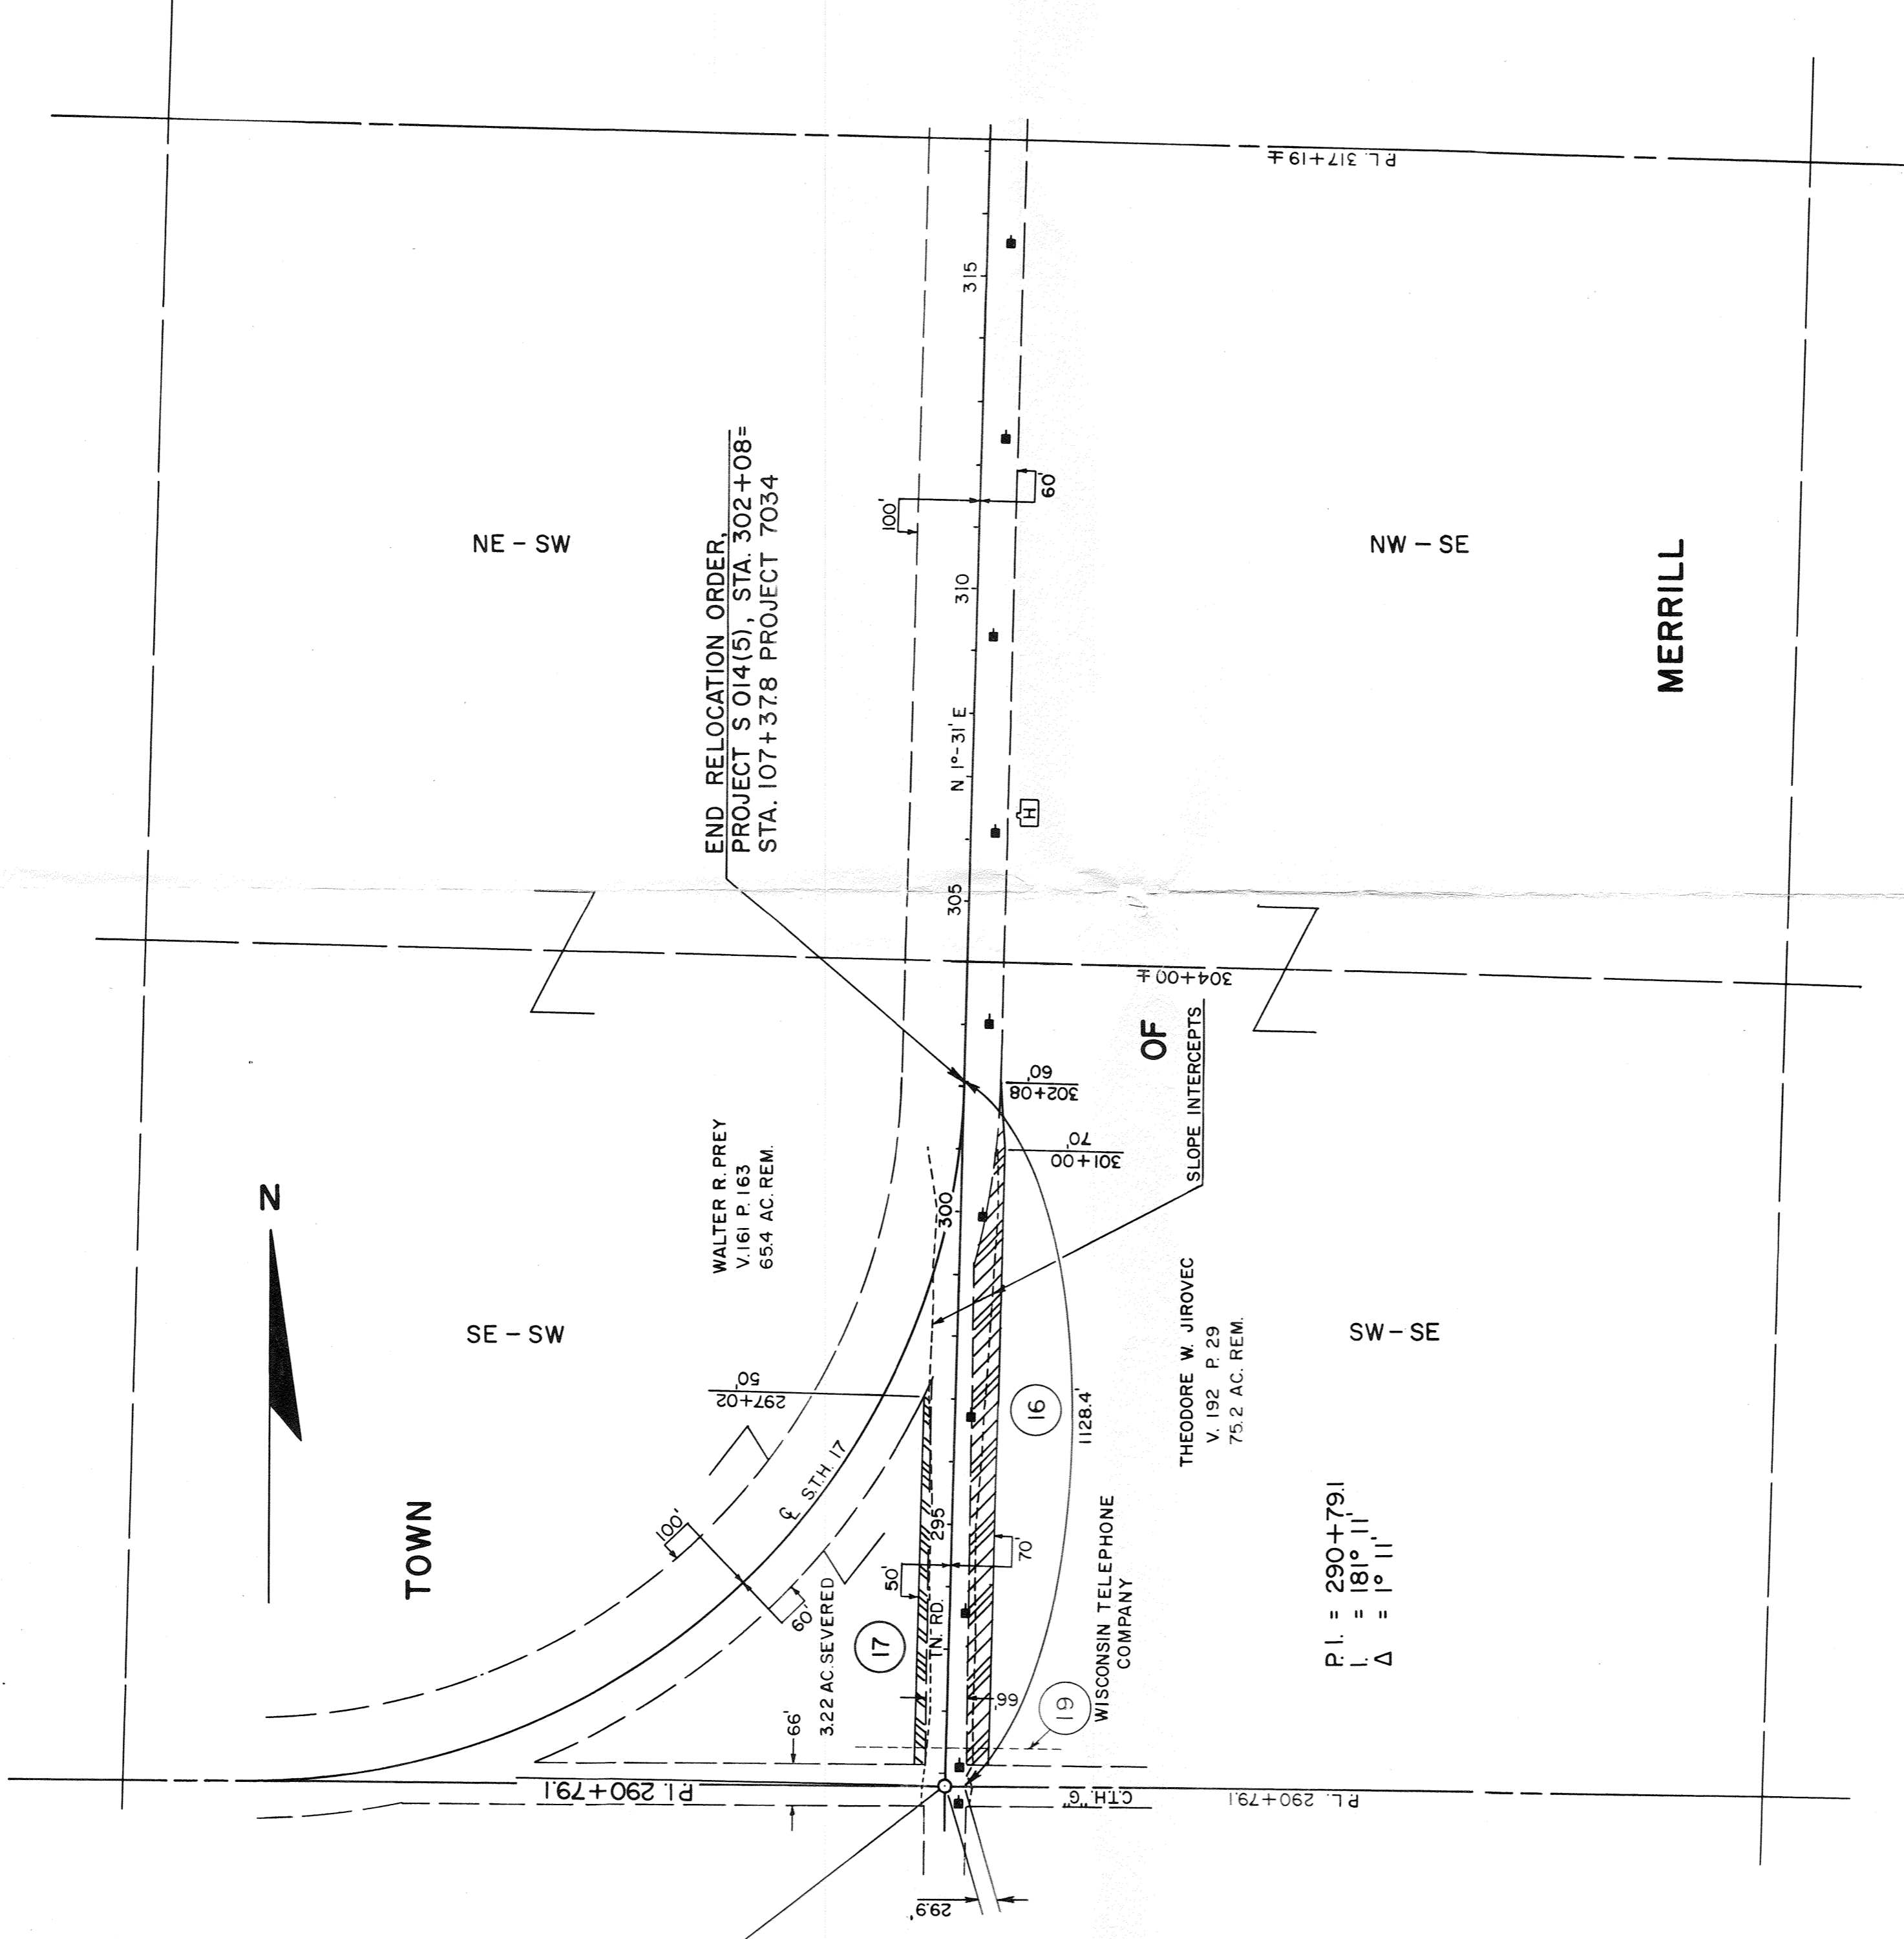 P.L. 317+19±
315
END RELOCATION ORDER,
PROJECT S 014(5), STA. 302+08=
STA. 107+37.8 PROJECT 7034
60'
100'
NE - SW
NW - SE
310
MERRILL
N 1°-31' E
H
305
304+00±
OF
SLOPE INTERCEPTS
302+08
60'
301+00
70'
WALTER R. PREY
V.161 P. 163
65.4 AC. REM.
N
300
THEODORE W. JIROVEC
V. 192 P. 29
75.2 AC. REM.
SE - SW
SW - SE
297+02
50'
16
1128.4'
℄ S.T.H. 17
TOWN
100'
60'
295
70'
50'
P.I. = 290+79.1
I. = 181° 11'
Δ = 1° 11'
WISCONSIN TELEPHONE
COMPANY
3.22 AC. SEVERED
17
TN. RD.
66'
66'
19
P.I. 290+79.1
C.T.H. "G"
P.L. 290+79.1
29.9'